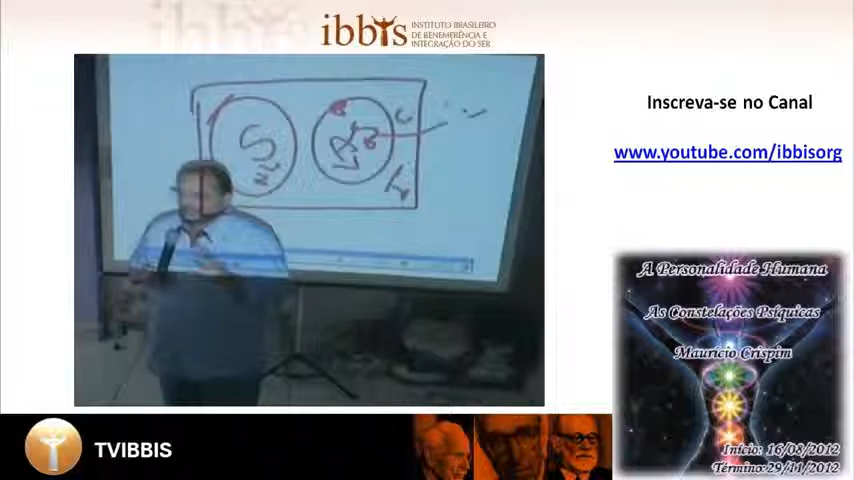 ibbis INSTITUTO BRASILEIRO
DE BENEMERÊNCIA E
INTEGRAÇÃO DO SER
Inscreva-se no Canal
www.youtube.com/ibbisorg
S
A Personalidade Humana
As Constelações Psíquicas
Maurício Crispim
Início: 16/08/2012
Término:29/11/2012
TVIBBIS